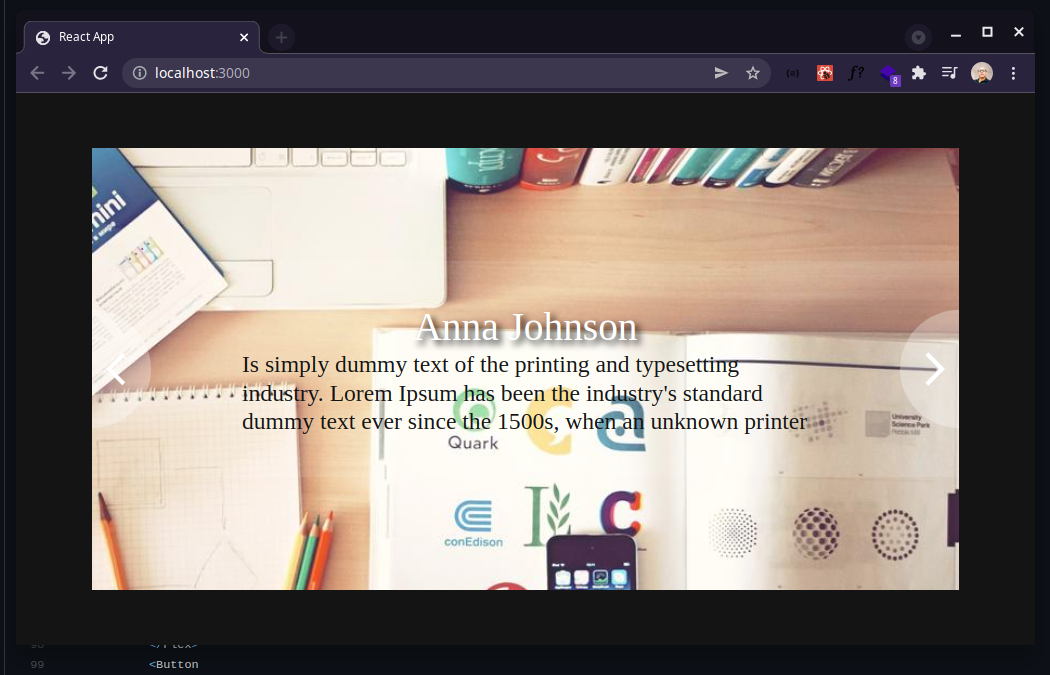 React App
localhost:3000
{a}
f?
8
mini
Anna Johnson
Is simply dummy text of the printing and typesetting
industry. Lorem Ipsum has been the industry's standard
dummy text ever since the 1500s, when an unknown printer
Quark
University
Science Park
conEdison
99
<Button